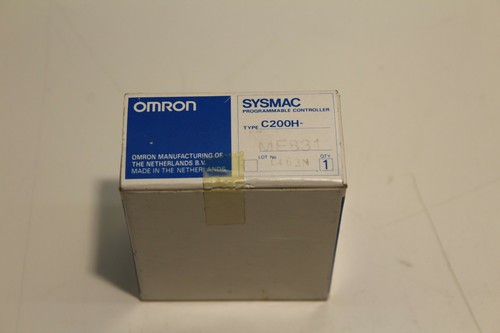 OMRON
SYSMAC
PROGRAMMABLE CONTROLLER
TYPE C200H-
OMRON MANUFACTURING OF
THE NETHERLANDS B.V.
MADE IN THE NETHERLANDS
LOT No.
QTY.
1